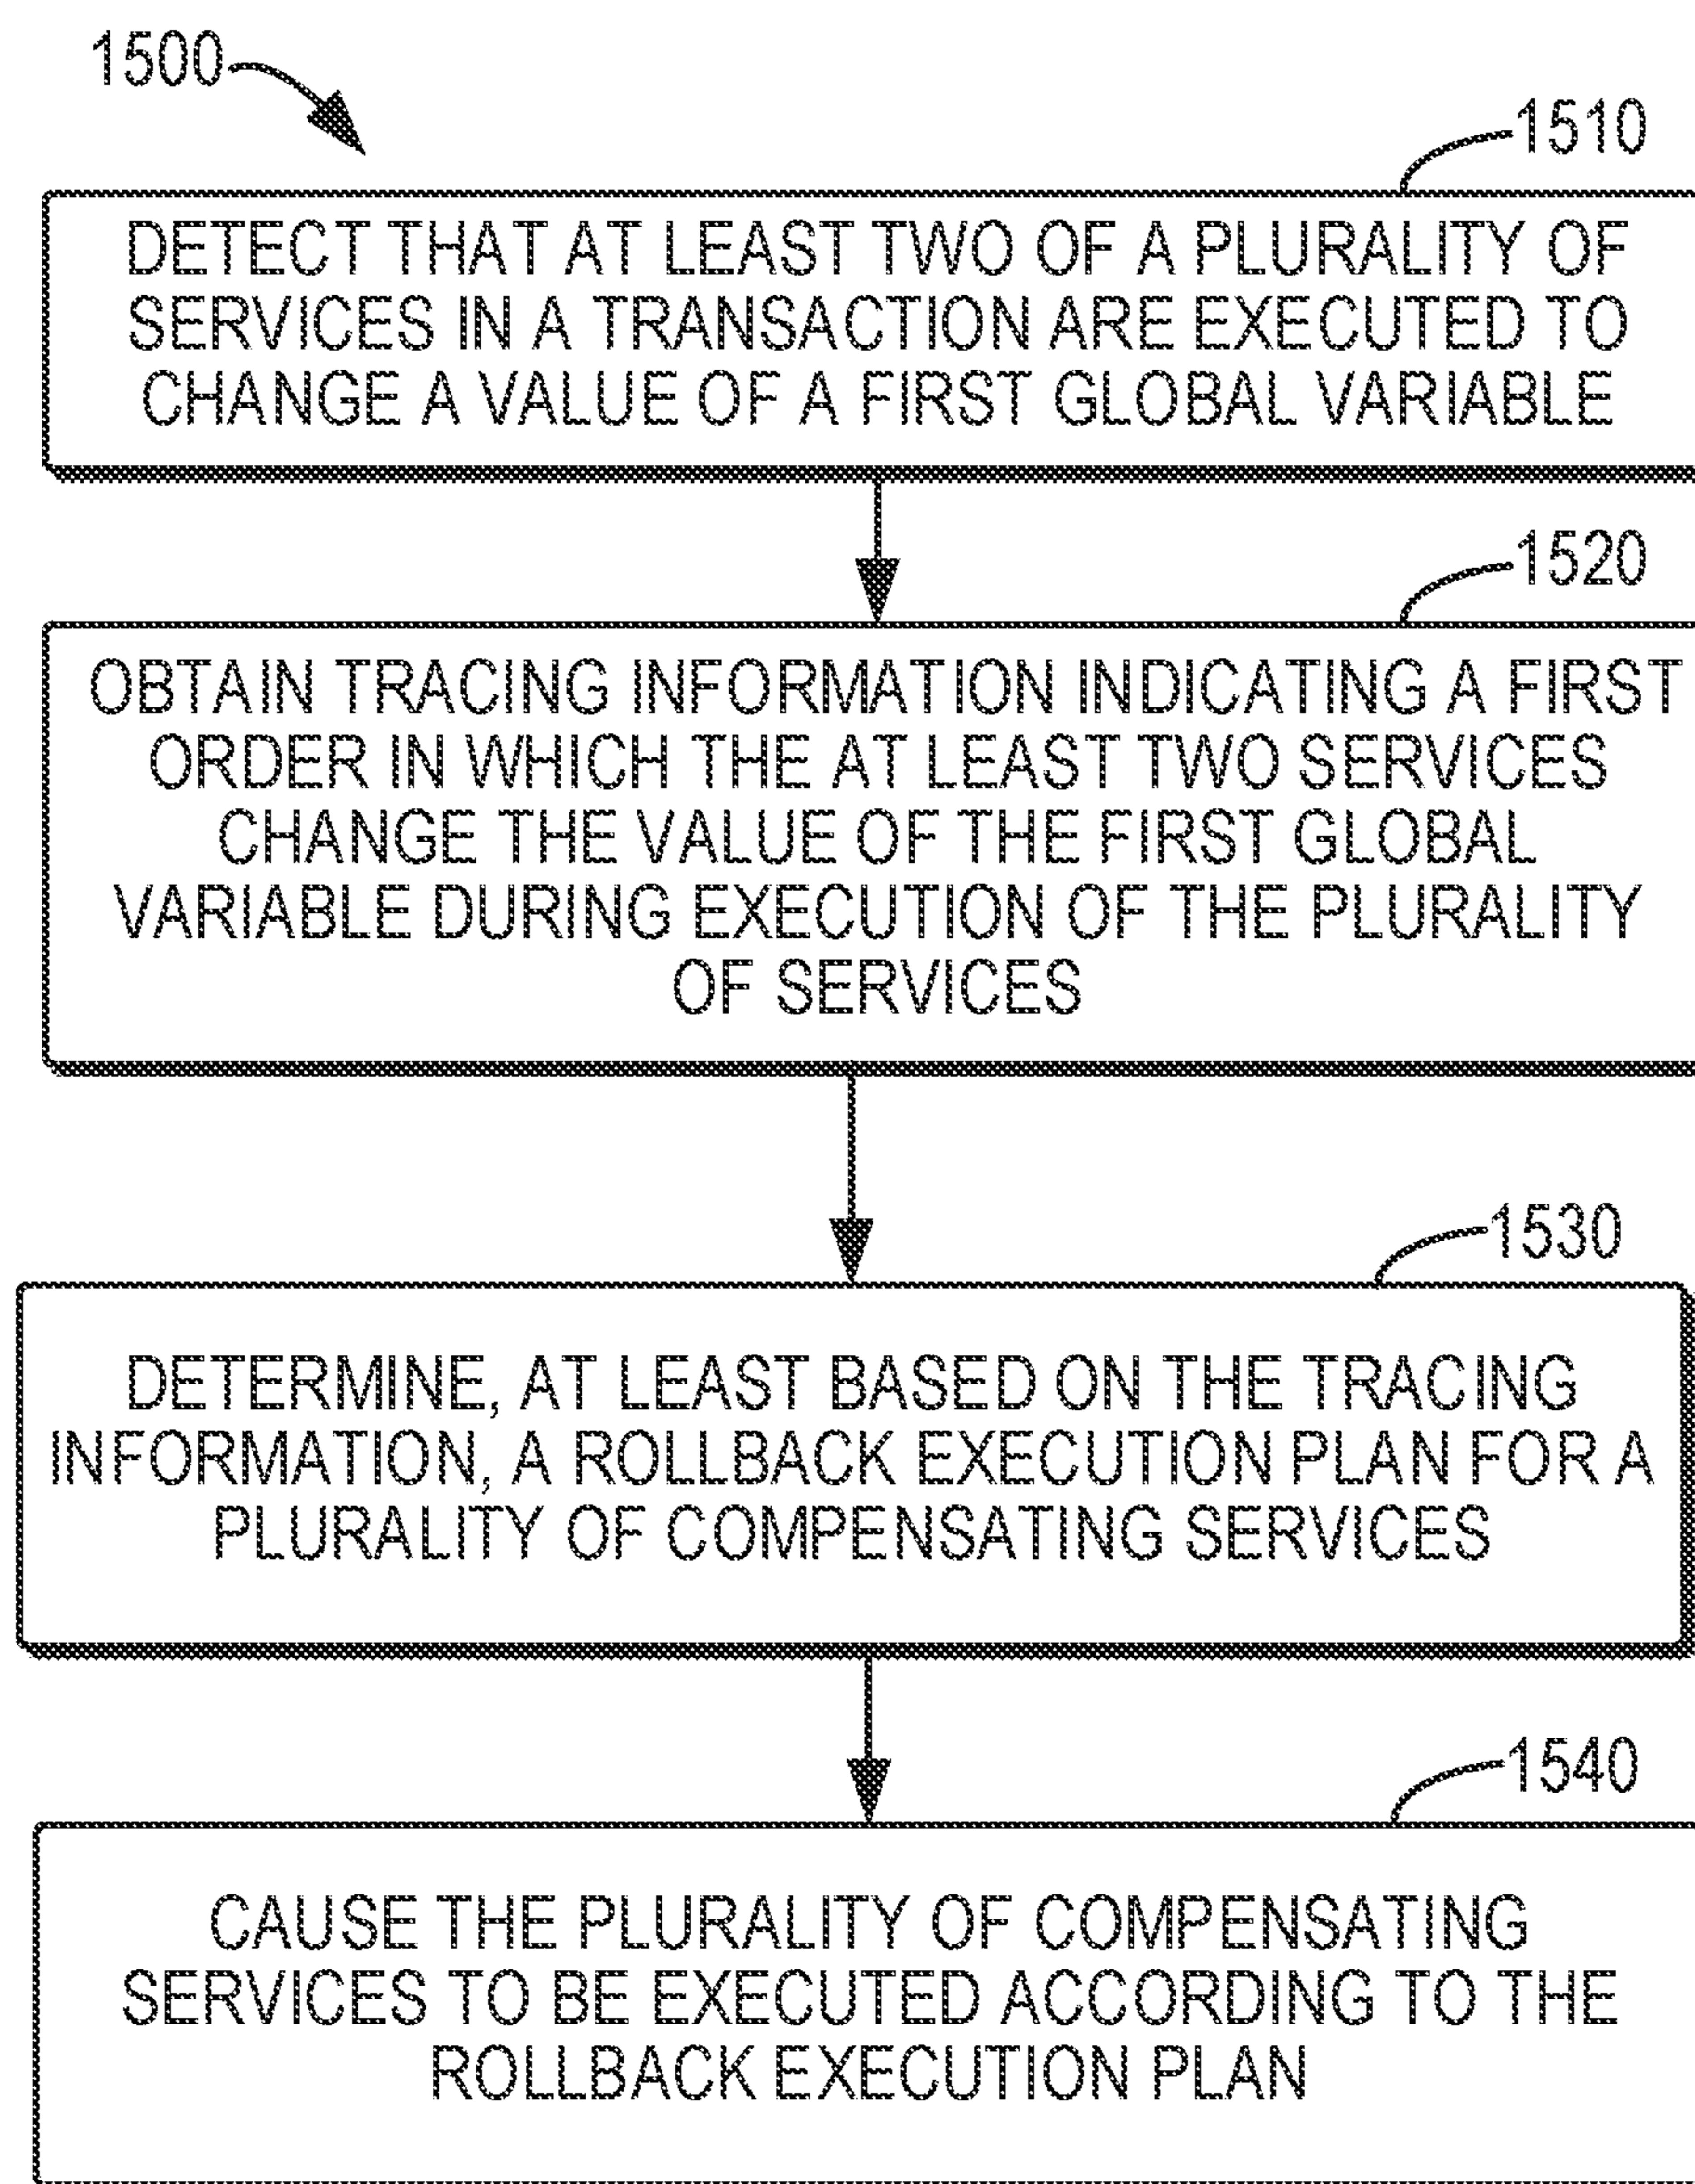 1500
1510
DETECT THAT AT LEAST TWO OF A PLURALITY OF
SERVICES IN A TRANSACTION ARE EXECUTED TO
CHANGE A VALUE OF A FIRST GLOBAL VARIABLE
1520
OBTAIN TRACING INFORMATION INDICATING A FIRST
ORDER IN WHICH THE AT LEAST TWO SERVICES
CHANGE THE VALUE OF THE FIRST GLOBAL
VARIABLE DURING EXECUTION OF THE PLURALITY
OF SERVICES
1530
DETERMINE, AT LEAST BASED ON THE TRACING
INFORMATION, A ROLLBACK EXECUTION PLAN FOR A
PLURALITY OF COMPENSATING SERVICES
1540
CAUSE THE PLURALITY OF COMPENSATING
SERVICES TO BE EXECUTED ACCORDING TO THE
ROLLBACK EXECUTION PLAN